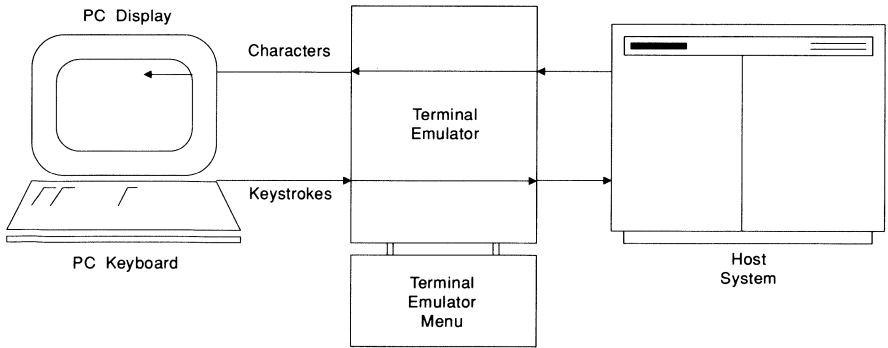 PC Display
Characters
Terminal
Emulator
Keystrokes
PC Keyboard
Terminal
Emulator
Menu
Host
System